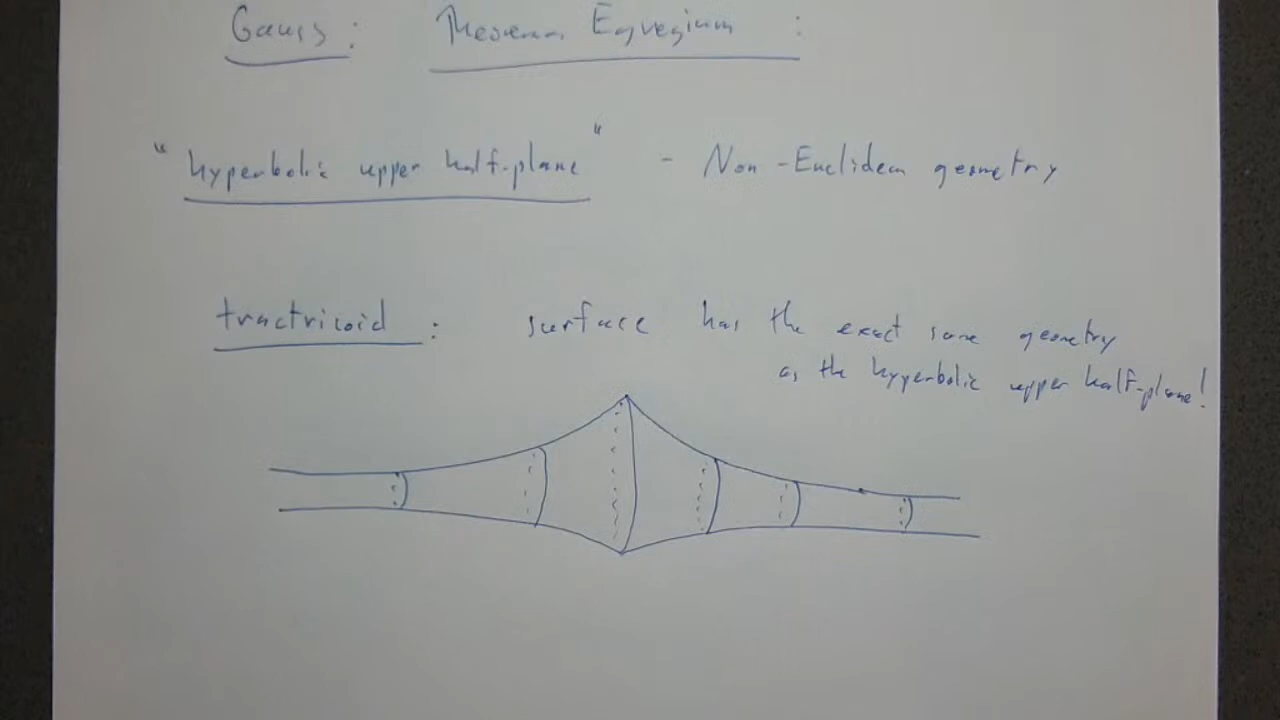 Gauss: Theorema Egregium :
"hyperbolic upper half-plane" - Non-Euclidean geometry
tractricoid : surface has the exact same geometry
as the hyperbolic upper half-plane!